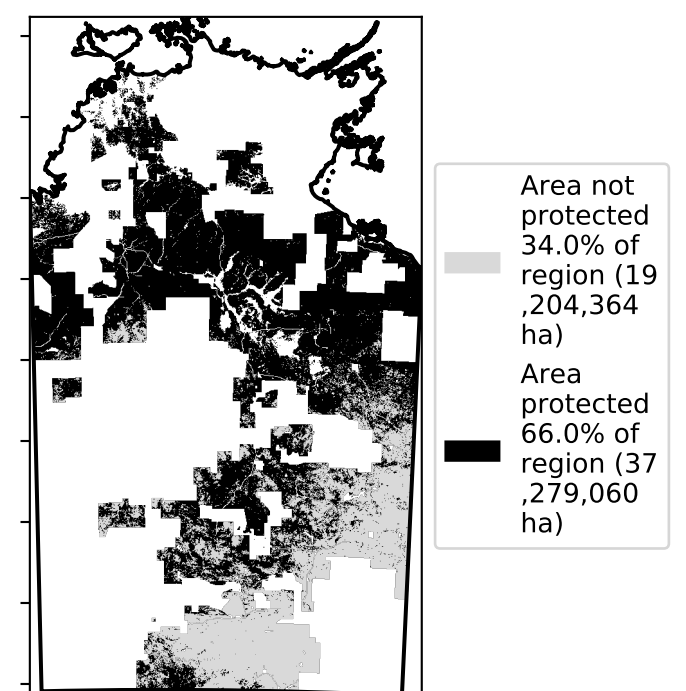 Area not
protected
34.0% of
region (19
,204,364
ha)
Area
protected
66.0% of
region (37
,279,060
ha)